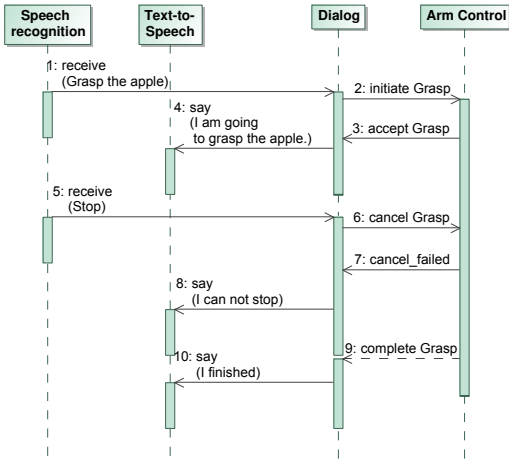 Speech
recognition
Text-to-
Speech
Dialog
Arm Control
1: receive
(Grasp the apple)
2: initiate Grasp
3: accept Grasp
4: say
(I am going
to grasp the apple.)
5: receive
(Stop)
6: cancel Grasp
7: cancel_failed
8: say
(I can not stop)
9: complete Grasp
10: say
(I finished)